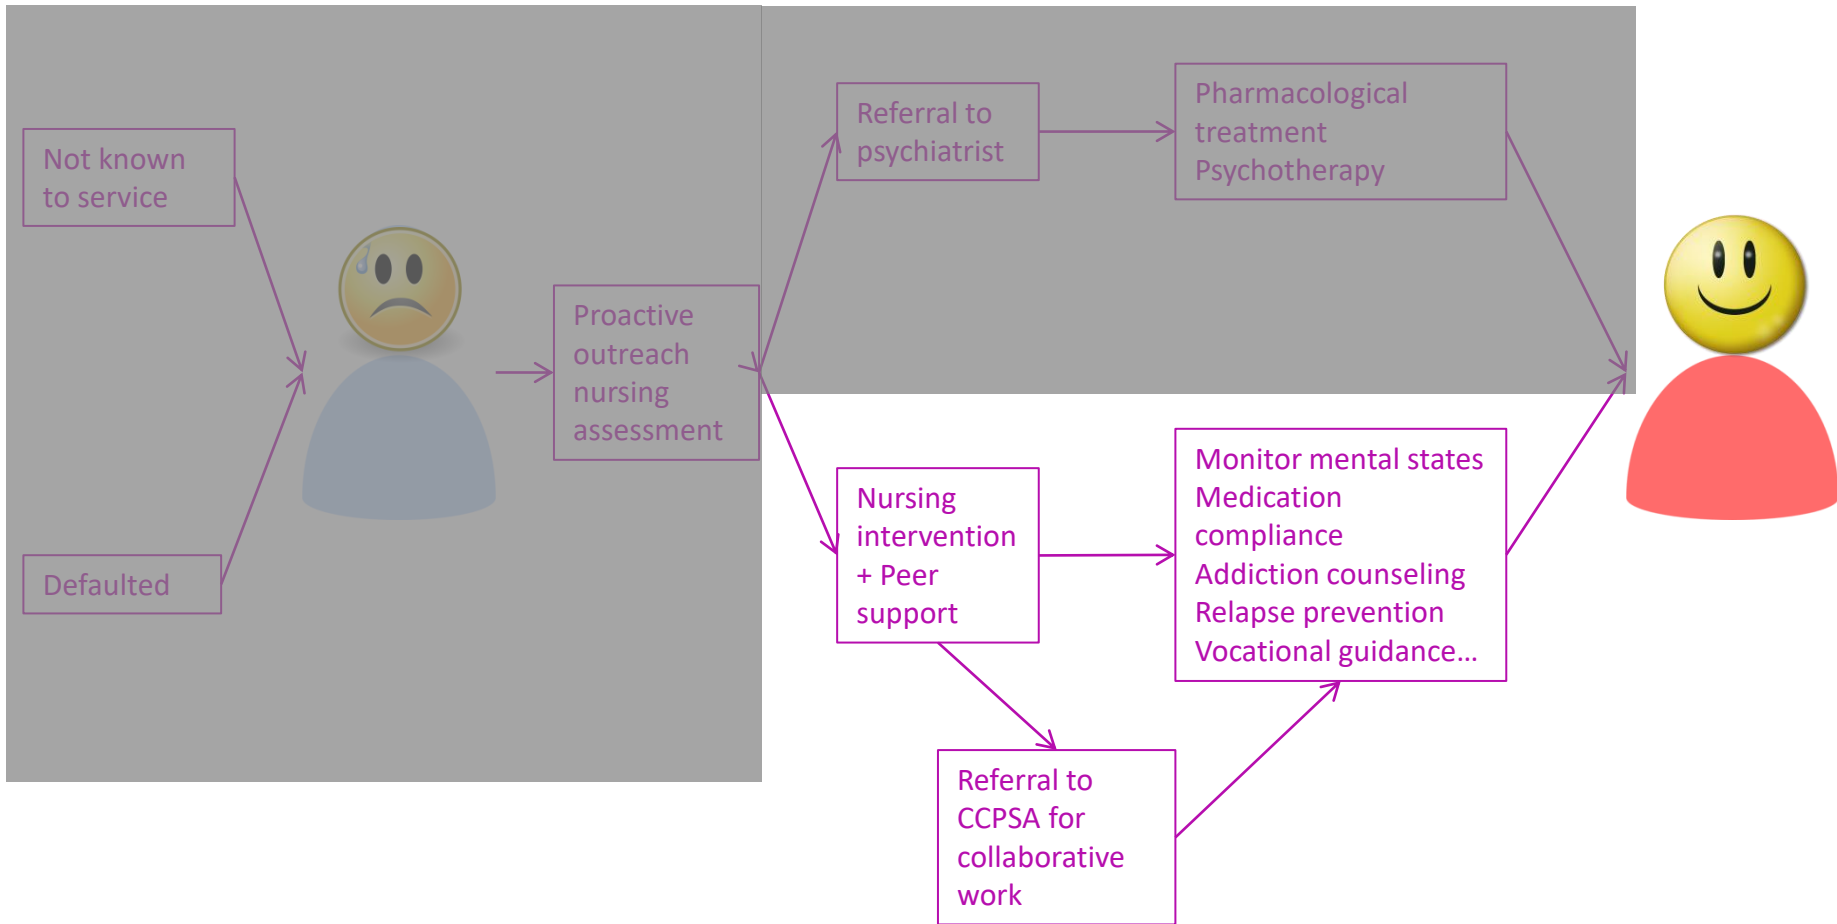 Not known
to service
Defaulted
Proactive
outreach
nursing
assessment
Referral to
psychiatrist
Pharmacological
treatment
Psychotherapy
Nursing
intervention
+ Peer
support
Monitor mental states
Medication
compliance
Addiction counseling
Relapse prevention
Vocational guidance...
Referral to
CCPSA for
collaborative
work